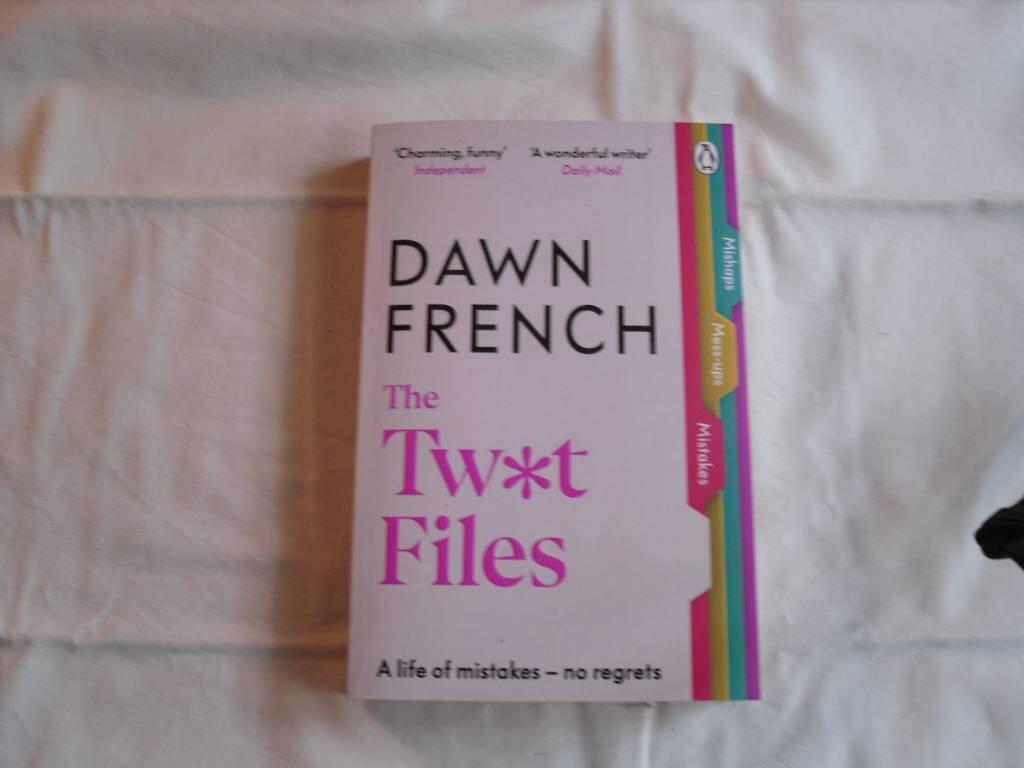 'Charming, funny'
Independent
'A wonderful writer'
Daily Mail
DAWN
FRENCH
The
Tw*t
Files
A life of mistakes – no regrets
Mishaps
Mess-ups
Mistakes